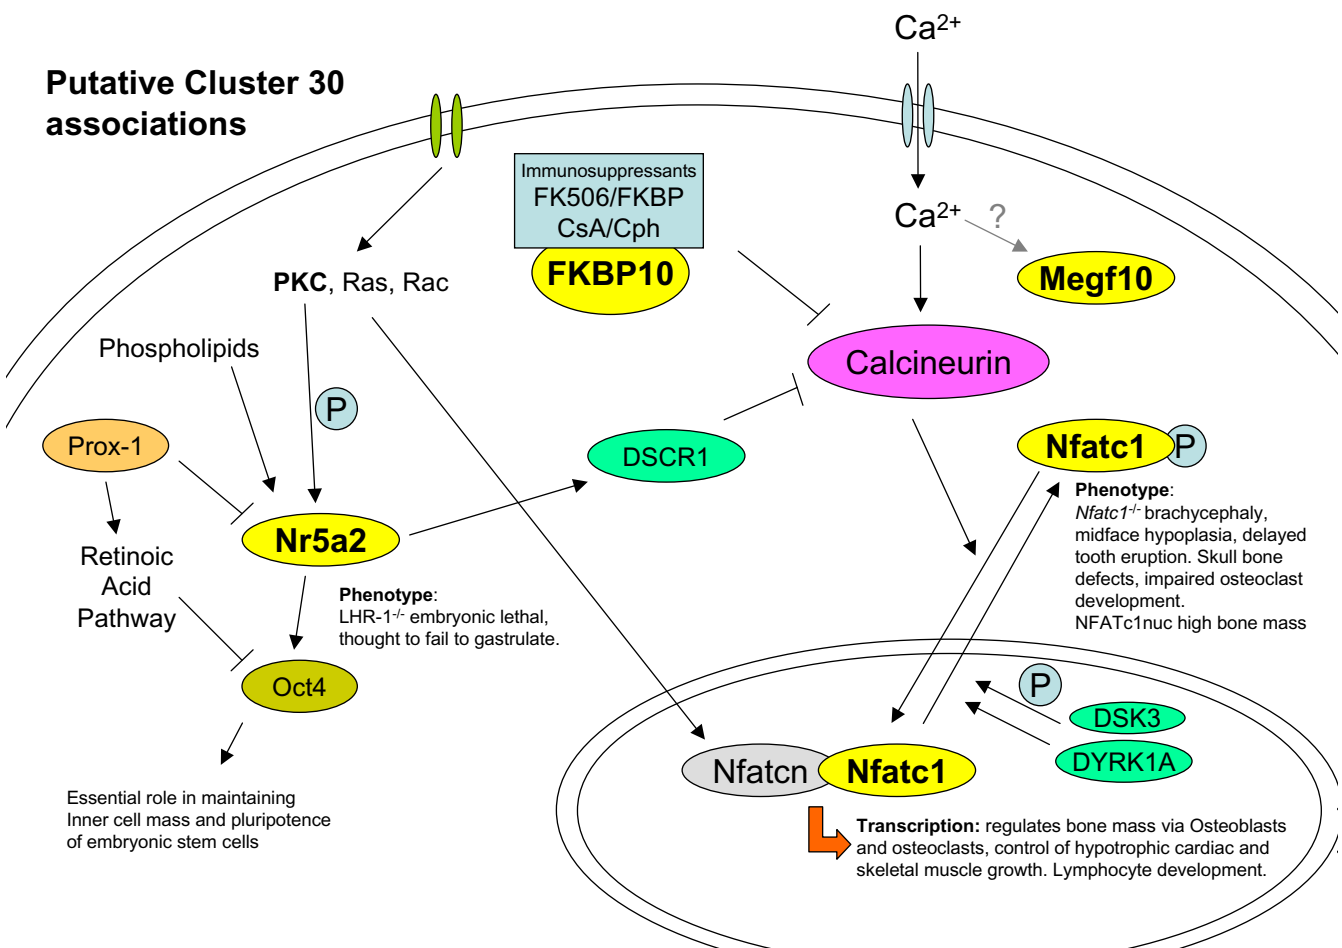 Putative Cluster 30
associations
Ca2+
Immunosuppressants
FK506/FKBP
CsA/Cph
FKBP10
Ca2+
?
Megf10
PKC, Ras, Rac
Phospholipids
Calcineurin
P
Prox-1
DSCR1
Nfatc1
P
Nr5a2
Phenotype:
Nfatc1-/- brachycephaly,
midface hypoplasia, delayed
tooth eruption. Skull bone
defects, impaired osteoclast
development.
NFATc1nuc high bone mass
Retinoic
Acid
Pathway
Phenotype:
LHR-1-/- embryonic lethal,
thought to fail to gastrulate.
Oct4
P
DSK3
DYRK1A
Nfatcn
Nfatc1
Essential role in maintaining
Inner cell mass and pluripotence
of embryonic stem cells
Transcription: regulates bone mass via Osteoblasts
and osteoclasts, control of hypotrophic cardiac and
skeletal muscle growth. Lymphocyte development.